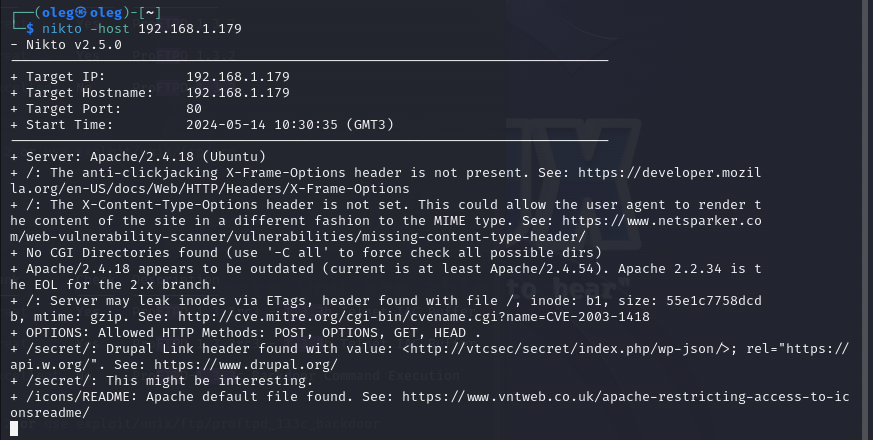 ┌──(oleg㉿oleg)-[~]
└─$ nikto -host 192.168.1.179
- Nikto v2.5.0
+ Target IP:          192.168.1.179
+ Target Hostname:    192.168.1.179
+ Target Port:        80
+ Start Time:         2024-05-14 10:30:35 (GMT3)
+ Server: Apache/2.4.18 (Ubuntu)
+ /: The anti-clickjacking X-Frame-Options header is not present. See: https://developer.mozil
la.org/en-US/docs/Web/HTTP/Headers/X-Frame-Options
+ /: The X-Content-Type-Options header is not set. This could allow the user agent to render t
he content of the site in a different fashion to the MIME type. See: https://www.netsparker.co
m/web-vulnerability-scanner/vulnerabilities/missing-content-type-header/
+ No CGI Directories found (use '-C all' to force check all possible dirs)
+ Apache/2.4.18 appears to be outdated (current is at least Apache/2.4.54). Apache 2.2.34 is t
he EOL for the 2.x branch.
+ /: Server may leak inodes via ETags, header found with file /, inode: b1, size: 55e1c7758dcd
b, mtime: gzip. See: http://cve.mitre.org/cgi-bin/cvename.cgi?name=CVE-2003-1418
+ OPTIONS: Allowed HTTP Methods: POST, OPTIONS, GET, HEAD .
+ /secret/: Drupal Link header found with value: <http://vtcsec/secret/index.php/wp-json/>; rel="https://
api.w.org/". See: https://www.drupal.org/
+ /secret/: This might be interesting.
+ /icons/README: Apache default file found. See: https://www.vntweb.co.uk/apache-restricting-access-to-ic
onsreadme/